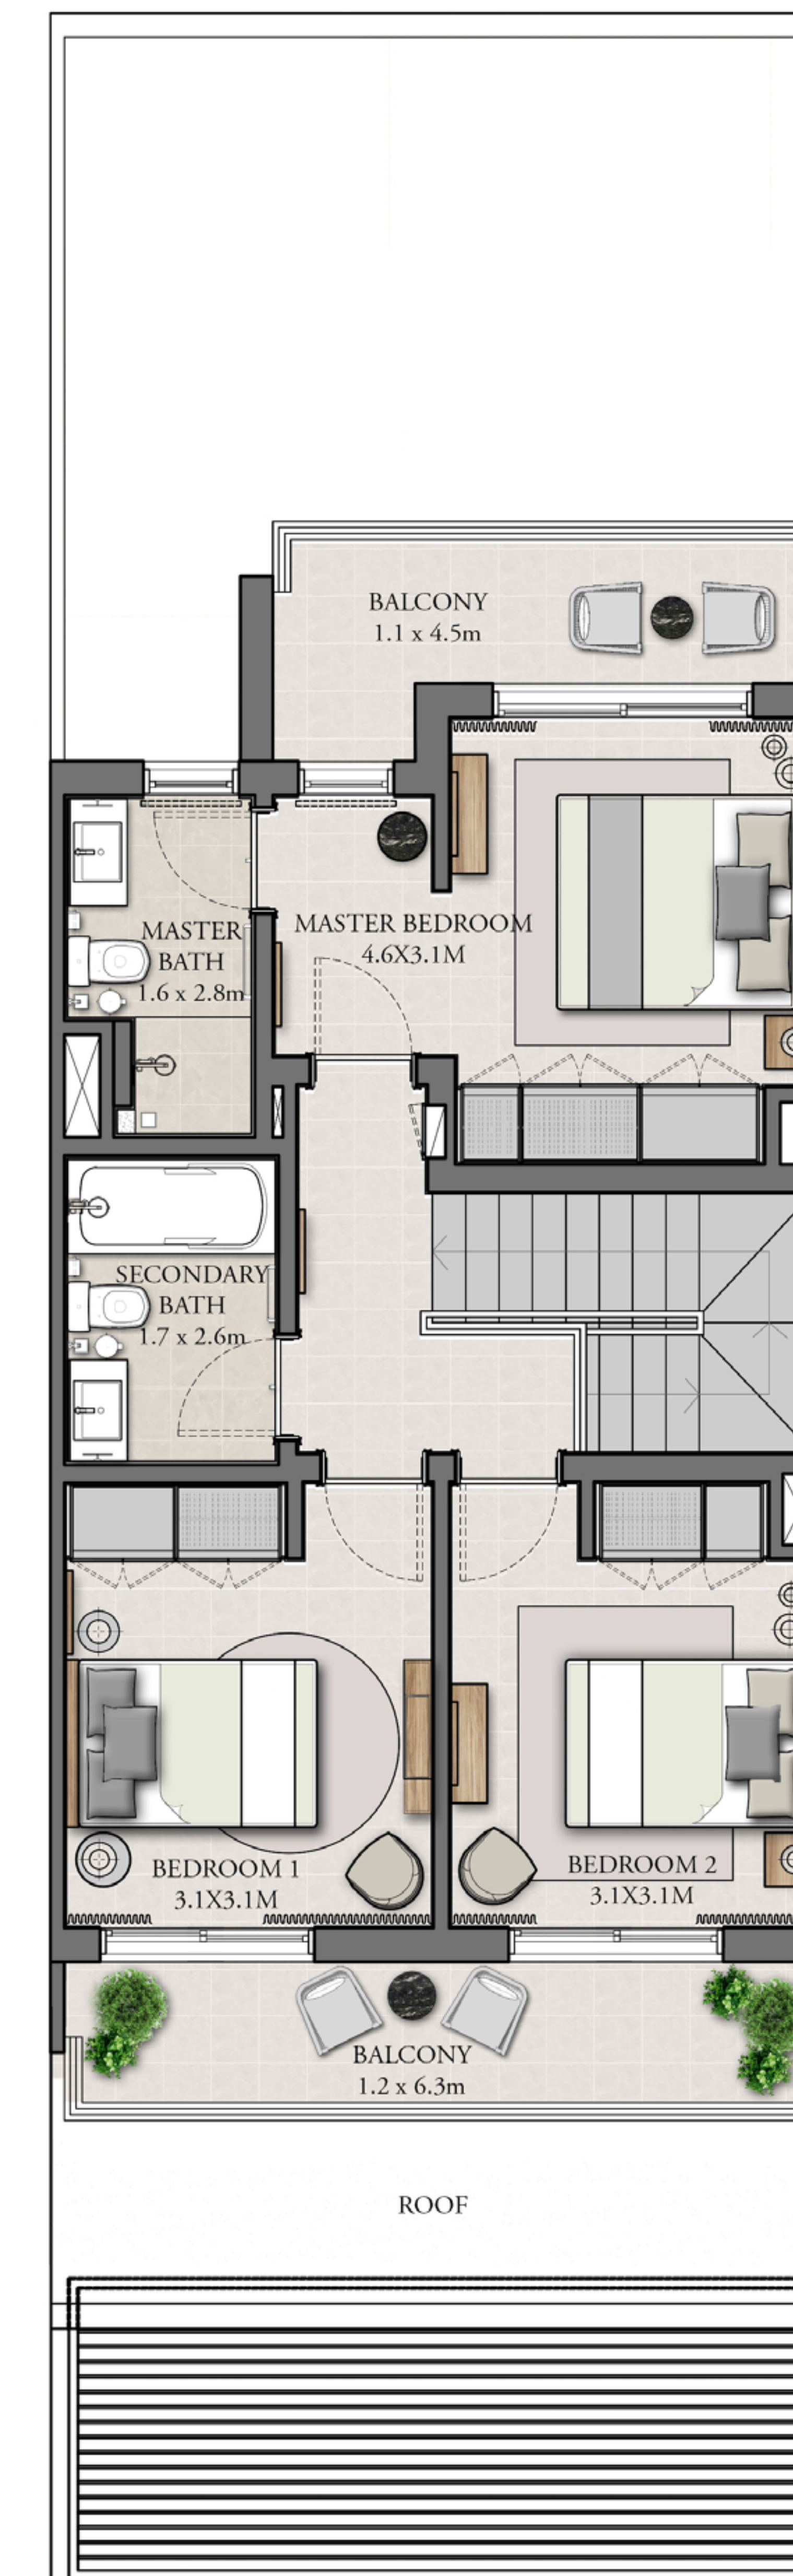 BALCONY
1.1 x 4.5m
MASTER BEDROOM
4.6X3.1M
MASTER
BATH
1.6 x 2.8m
SECONDARY
BATH
1.7 x 2.6m
BEDROOM 1
3.1X3.1M
BEDROOM 2
3.1X3.1M
BALCONY
1.2 x 6.3m
ROOF